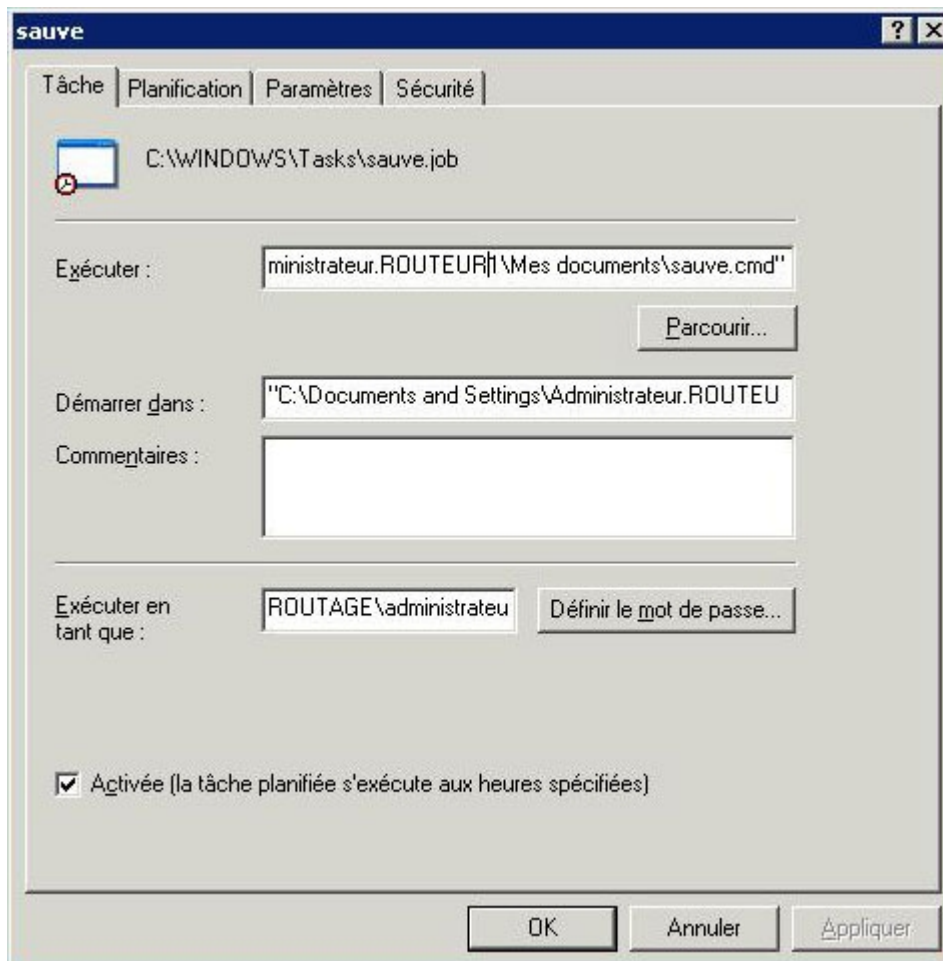 sauve
Tâche Planification Paramètres Sécurité
C:\WINDOWS\Tasks\sauve.job
Exécuter : ministrateur.ROUTEUR1\Mes documents\sauve.cmd"
Parcourir...
Démarrer dans : "C:\Documents and Settings\Administrateur.ROUTEU
Commentaires :
Exécuter en ROUTAGE\administrateu Définir le mot de passe...
tant que :
Activée (la tâche planifiée s'exécute aux heures spécifiées)
OK Annuler Appliquer